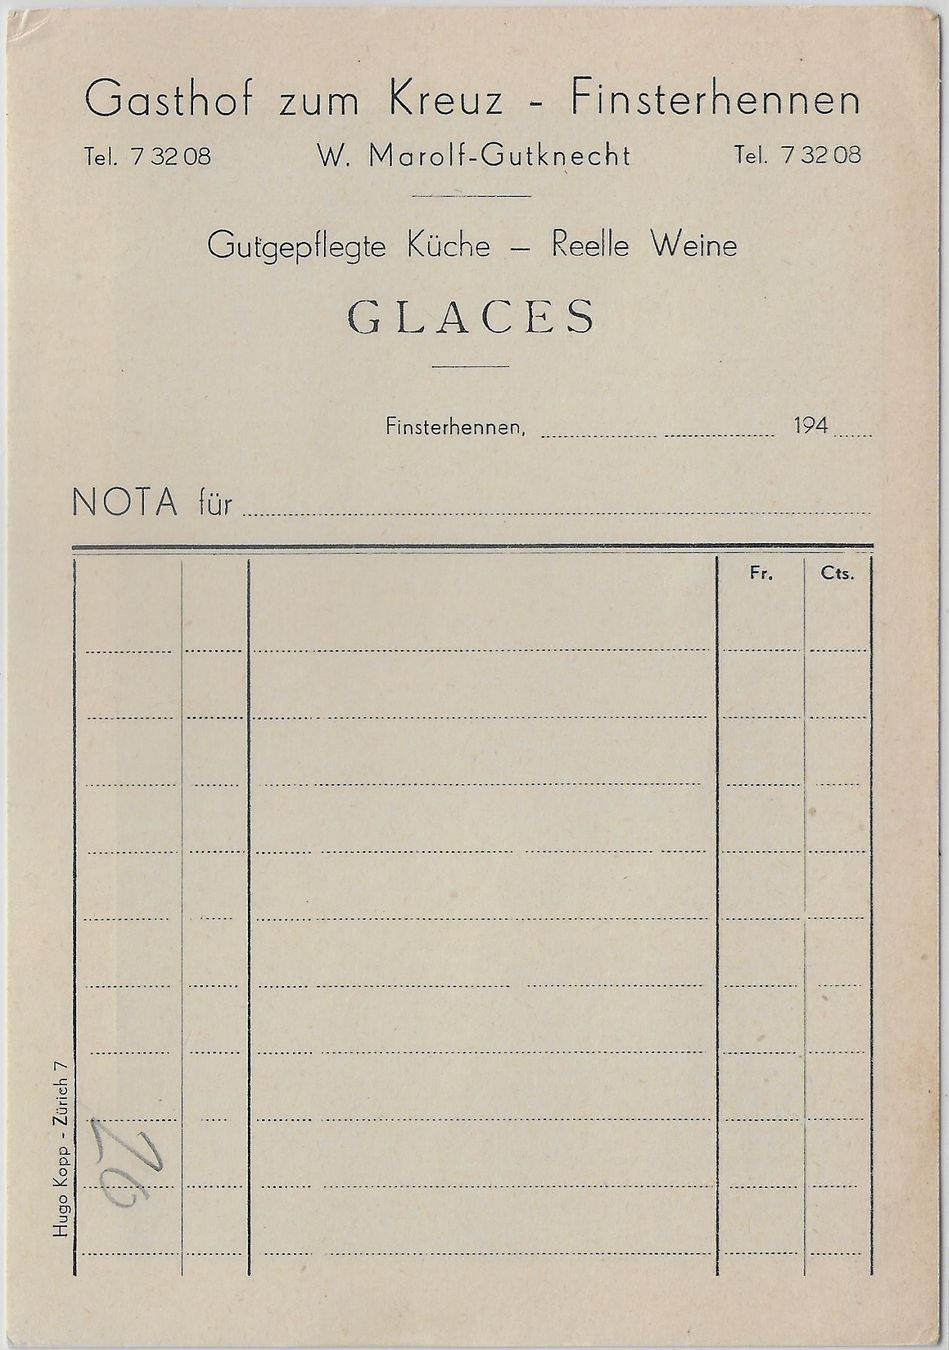 Gasthof zum Kreuz - Finsterhennen
Tel. 7 32 08 W. Marolf-Gutknecht Tel. 7 32 08
Gutgepflegte Küche – Reelle Weine
GLACES
Finsterhennen, 194
NOTA für
Fr. Cts.
Hugo Kopp - Zürich 7
20